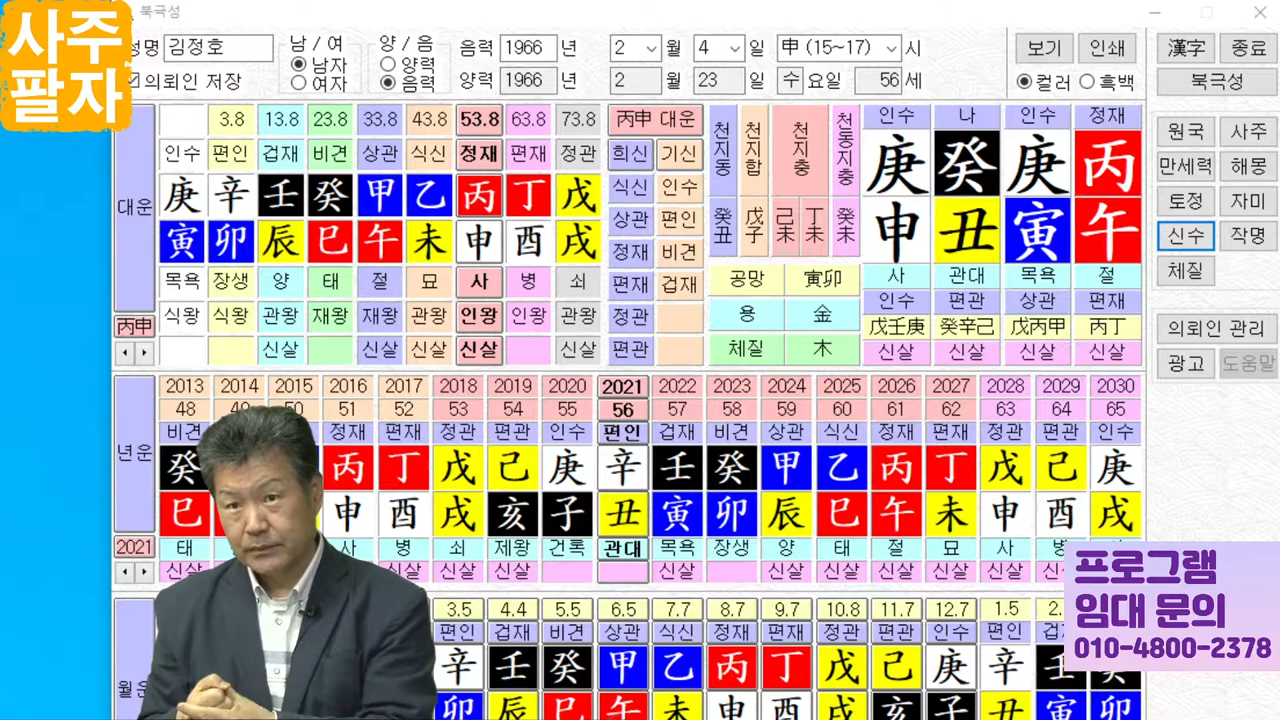 사주
팔자
북극성
성명 김정호 남 / 여 양 / 음 음력 1966 년 2 월 4 일 申 (15~17) 시 보기 인쇄 漢字 종료
의뢰인 저장 남자 여자 양력 음력 양력 1966 년 2 월 23 일 수 요일 56 세 컬러 흑백 북극성
3.8 13.8 23.8 33.8 43.8 53.8 63.8 73.8 丙申 대운
인수 편인 겁재 비견 상관 식신 정재 편재 정관 희신 기신
대운 庚 辛 壬 癸 甲 乙 丙 丁 戊 식신 인수
상관 편인
寅 卯 辰 巳 午 未 申 酉 戌 정재 비견
목욕 장생 양 태 절 묘 사 병 쇠 편재 겁재
丙申 식왕 식왕 관왕 재왕 재왕 관왕 인왕 인왕 관왕 정관
신살 신살 신살 신살 신살 편관
천지동 천지합 천지충 천동지충
癸丑 戊子 己未 丁未 癸未
공망 寅卯
용 金
체질 木
인수 나 인수 정재
庚 癸 庚 丙
申 丑 寅 午
사 관대 목욕 절
인수 편관 상관 편재
戊壬庚 癸辛己 戊丙甲 丙丁
신살 신살 신살 신살
원국 사주
만세력 해몽
토정 자미
신수 작명
체질
의뢰인 관리
광고 도움말
2013 2014 2015 2016 2017 2018 2019 2020 2021 2022 2023 2024 2025 2026 2027 2028 2029 2030
48 49 50 51 52 53 54 55 56 57 58 59 60 61 62 63 64 65
년운 비견 정재 편재 정관 편관 인수 편인 겁재 비견 상관 식신 정재 편재 정관 편관 인수
癸 丙 丁 戊 己 庚 辛 壬 癸 甲 乙 丙 丁 戊 己 庚
巳 申 酉 戌 亥 子 丑 寅 卯 辰 巳 午 未 申 酉 戌
2021 태 사 병 쇠 제왕 건록 관대 목욕 장생 양 태 절 묘 사 병
신살 신살 신살 신살 신살 신살 신살 신살 신살 신살 신살
프로그램
임대 문의
010-4800-2378
3.5 4.4 5.5 6.5 7.7 8.7 9.7 10.8 11.7 12.7 1.5
편인 겁재 비견 상관 식신 정재 편재 정관 편관 인수 편인
월운 辛 壬 癸 甲 乙 丙 丁 戊 己 庚 辛 壬 癸
卯 辰 巳 午 未 申 酉 戌 亥 子 丑 寅 卯